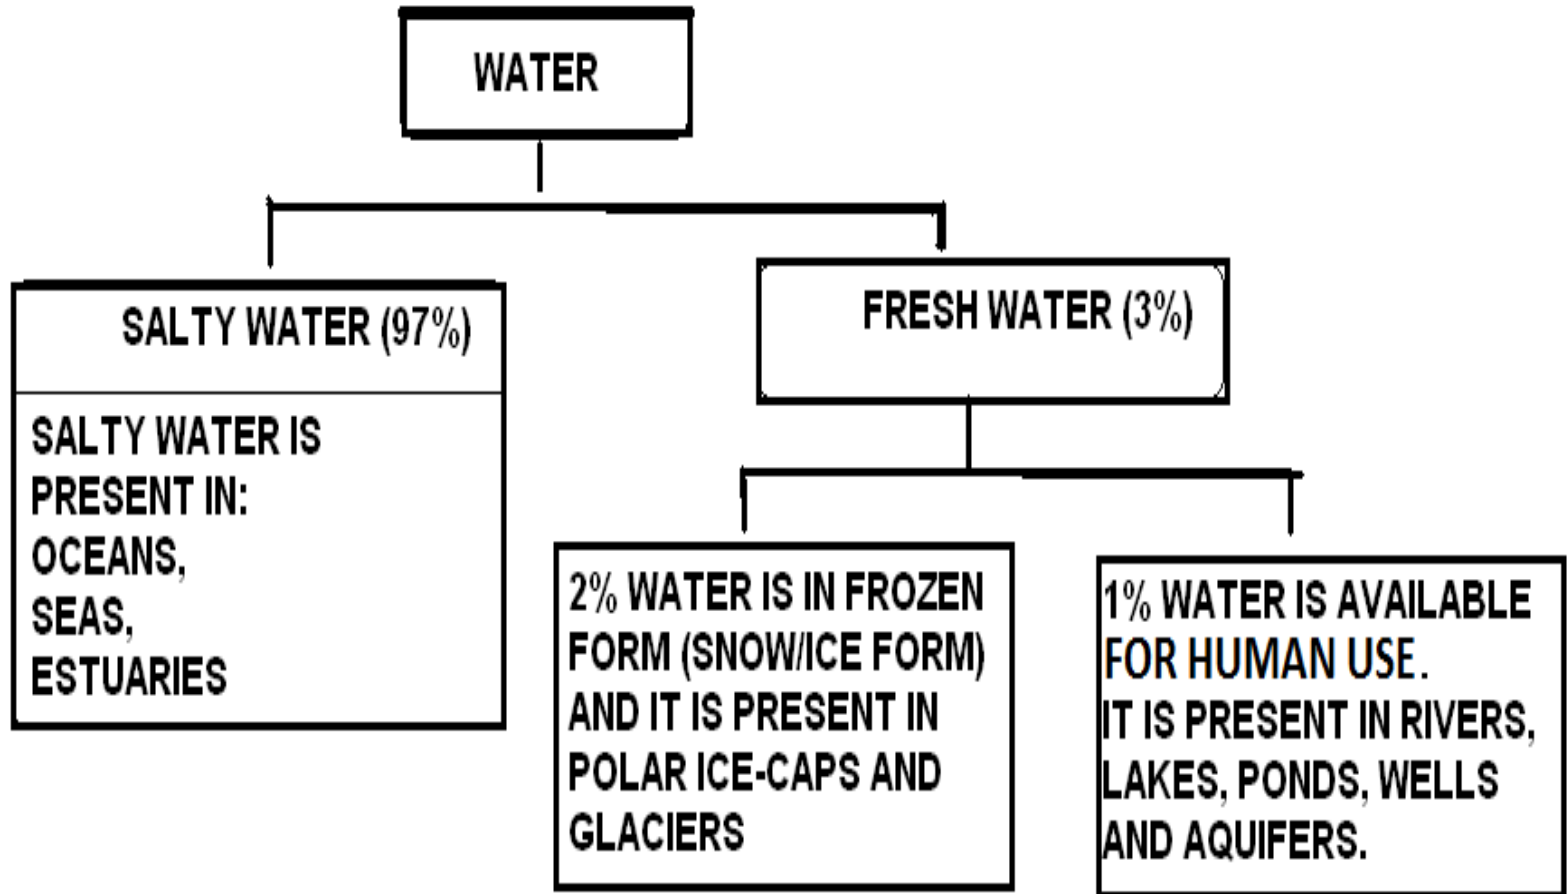 WATER
SALTY WATER (97%)
SALTY WATER IS
PRESENT IN:
OCEANS,
SEAS,
ESTUARIES
FRESH WATER (3%)
2% WATER IS IN FROZEN
FORM (SNOW/ICE FORM)
AND IT IS PRESENT IN
POLAR ICE-CAPS AND
GLACIERS
1% WATER IS AVAILABLE
FOR HUMAN USE.
IT IS PRESENT IN RIVERS,
LAKES, PONDS, WELLS
AND AQUIFERS.